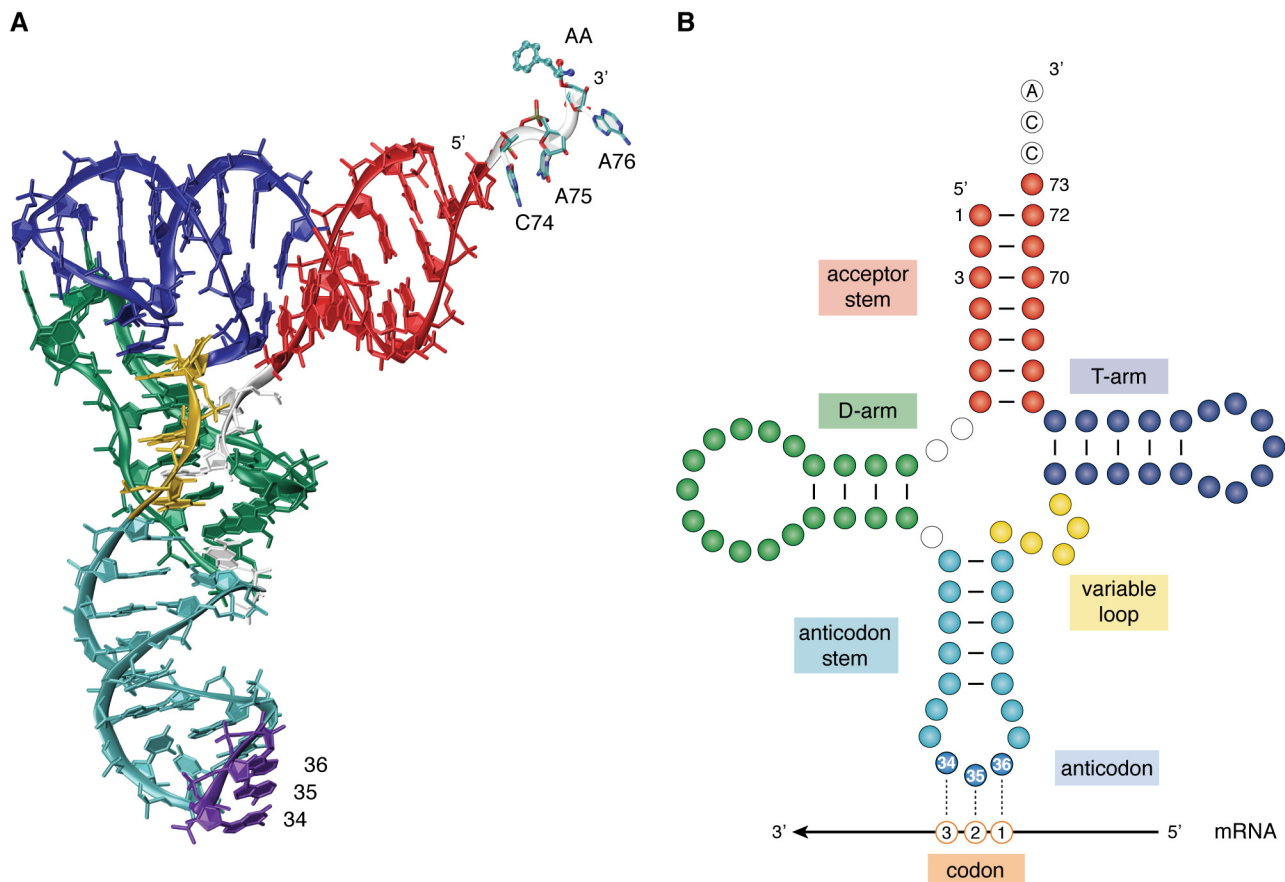 A
AA
3’
5’
A76
A75
C74
36
35
34
B
3’
A
C
C
73
5’
1
72
3
70
acceptor
stem
T-arm
D-arm
variable
loop
anticodon
stem
34
35
36
anticodon
3’
3
2
1
5’
mRNA
codon